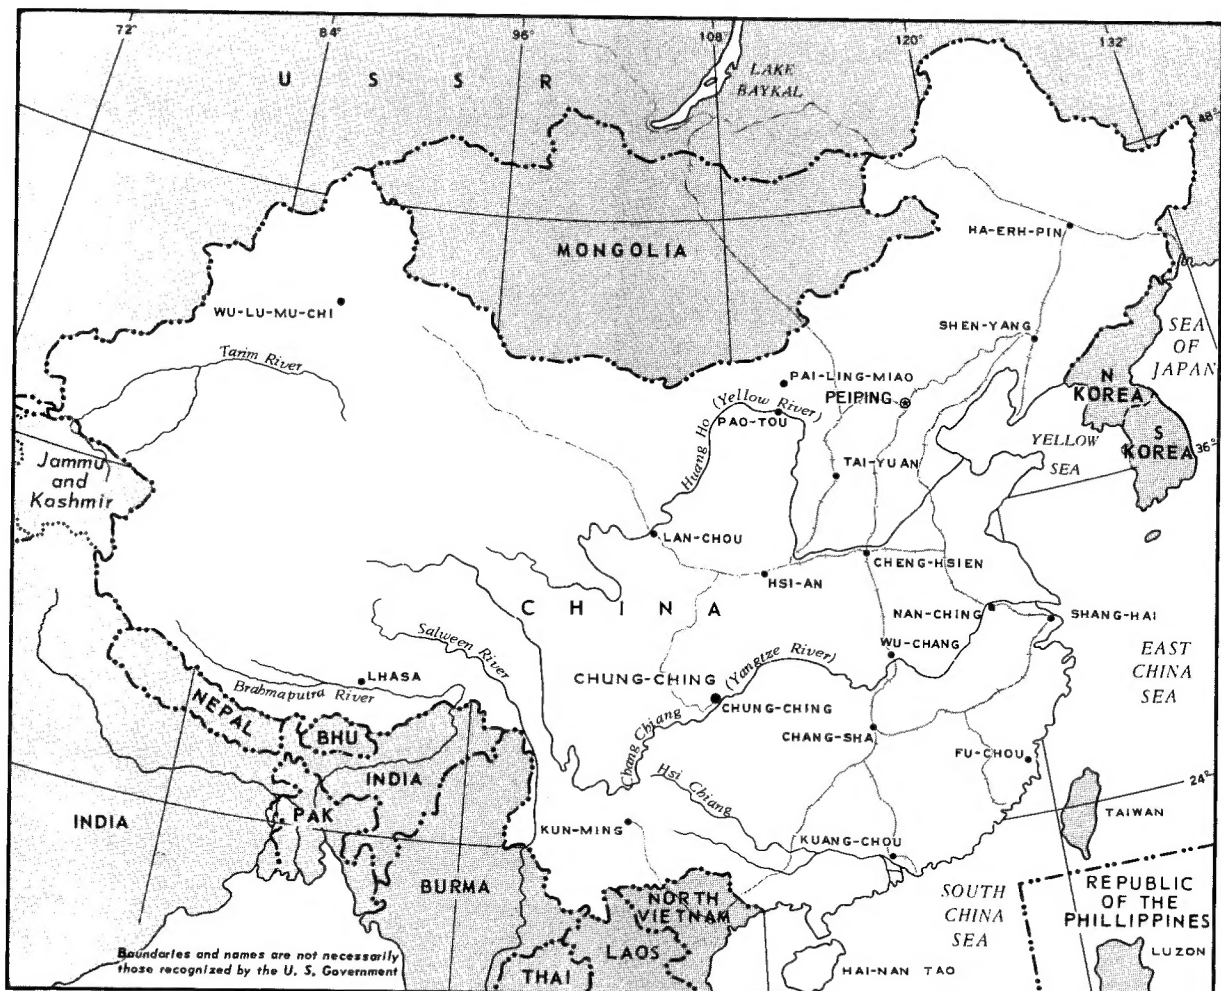 72°
84°
96°
108°
120°
132°
U S S R
LAKE
BAYKAL
48°
MONGOLIA
HA-ERH-PIN
WU-LU-MU-CHI
SHEN-YANG
SEA
OF
JAPAN
Tarim River
PAI-LING-MIAO
PEIPING
N
KOREA
(Yellow River)
PAO-TOU
Huang Ho
S
KOREA
36°
YELLOW
SEA
TAI-YUAN
Jammu
and
Kashmir
LAN-CHOU
CHENG-HSIEN
HSI-AN
CHINA
NAN-CHING
SHANG-HAI
Salween River
WU-CHANG
EAST
CHINA
SEA
(Yangtze River)
LHASA
CHUNG-CHING
Brahmaputra River
NEPAL
CHUNG-CHING
BHU
Chang Chiang
CHANG-SHA
FU-CHOU
INDIA
Hsi Chiang
24°
PAK
INDIA
TAIWAN
KUN-MING
KUANG-CHOU
BURMA
NORTH
VIETNAM
SOUTH
CHINA
SEA
REPUBLIC
OF THE
PHILLIPPINES
LAOS
LUZON
THAI
HAI-NAN TAO
Boundaries and names are not necessarily
those recognized by the U. S. Government